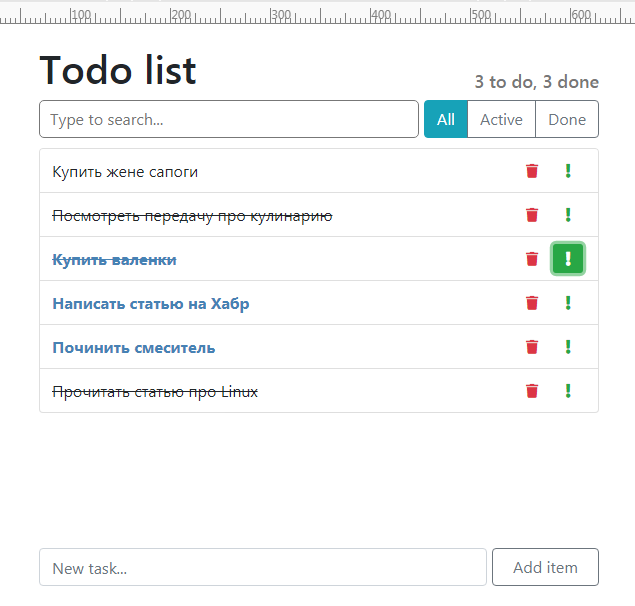 100 200 300 400 500 600
Todo list
3 to do, 3 done
Type to search... All Active Done
Купить жене сапоги
Посмотреть передачу про кулинарию
Купить валенки
Написать статью на Хабр
Починить смеситель
Прочитать статью про Linux
New task... Add item